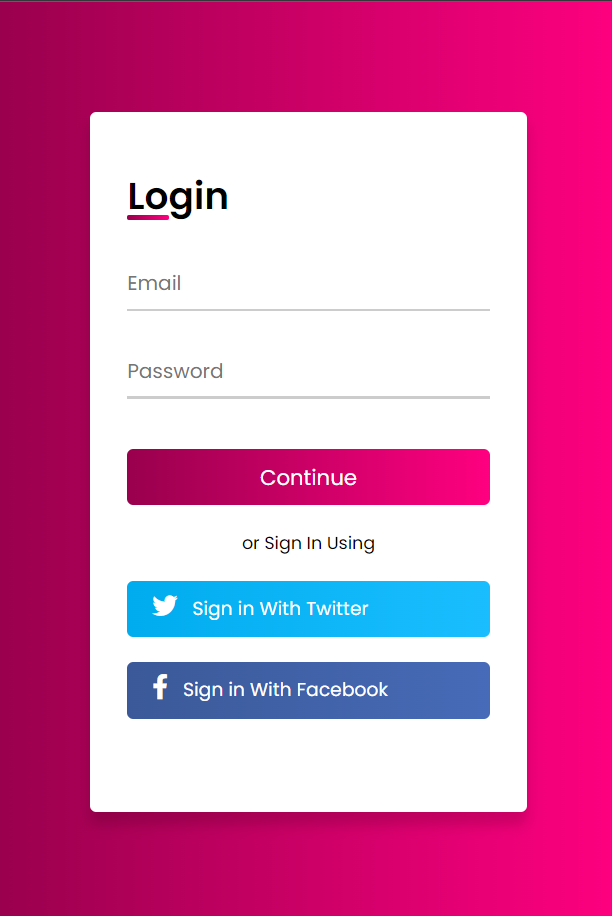 Login
Email
Password
Continue
or Sign In Using
Sign in With Twitter
Sign in With Facebook